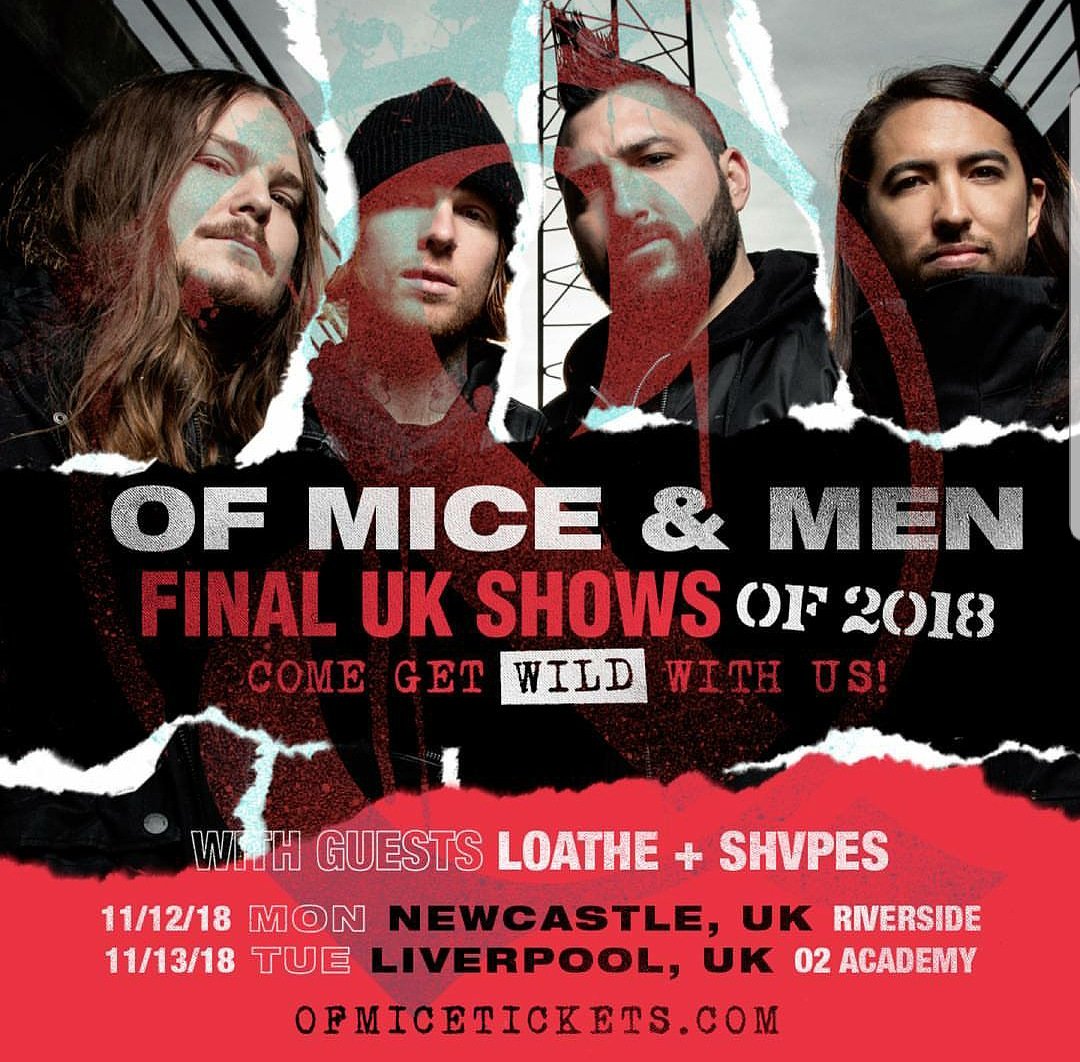 OF MICE & MEN
FINAL UK SHOWS OF 2018
COME GET WILD WITH US!
WITH GUESTS LOATHE + SHVPES
11/12/18 MON NEWCASTLE, UK RIVERSIDE
11/13/18 TUE LIVERPOOL, UK O2 ACADEMY
OFMICETICKETS.COM